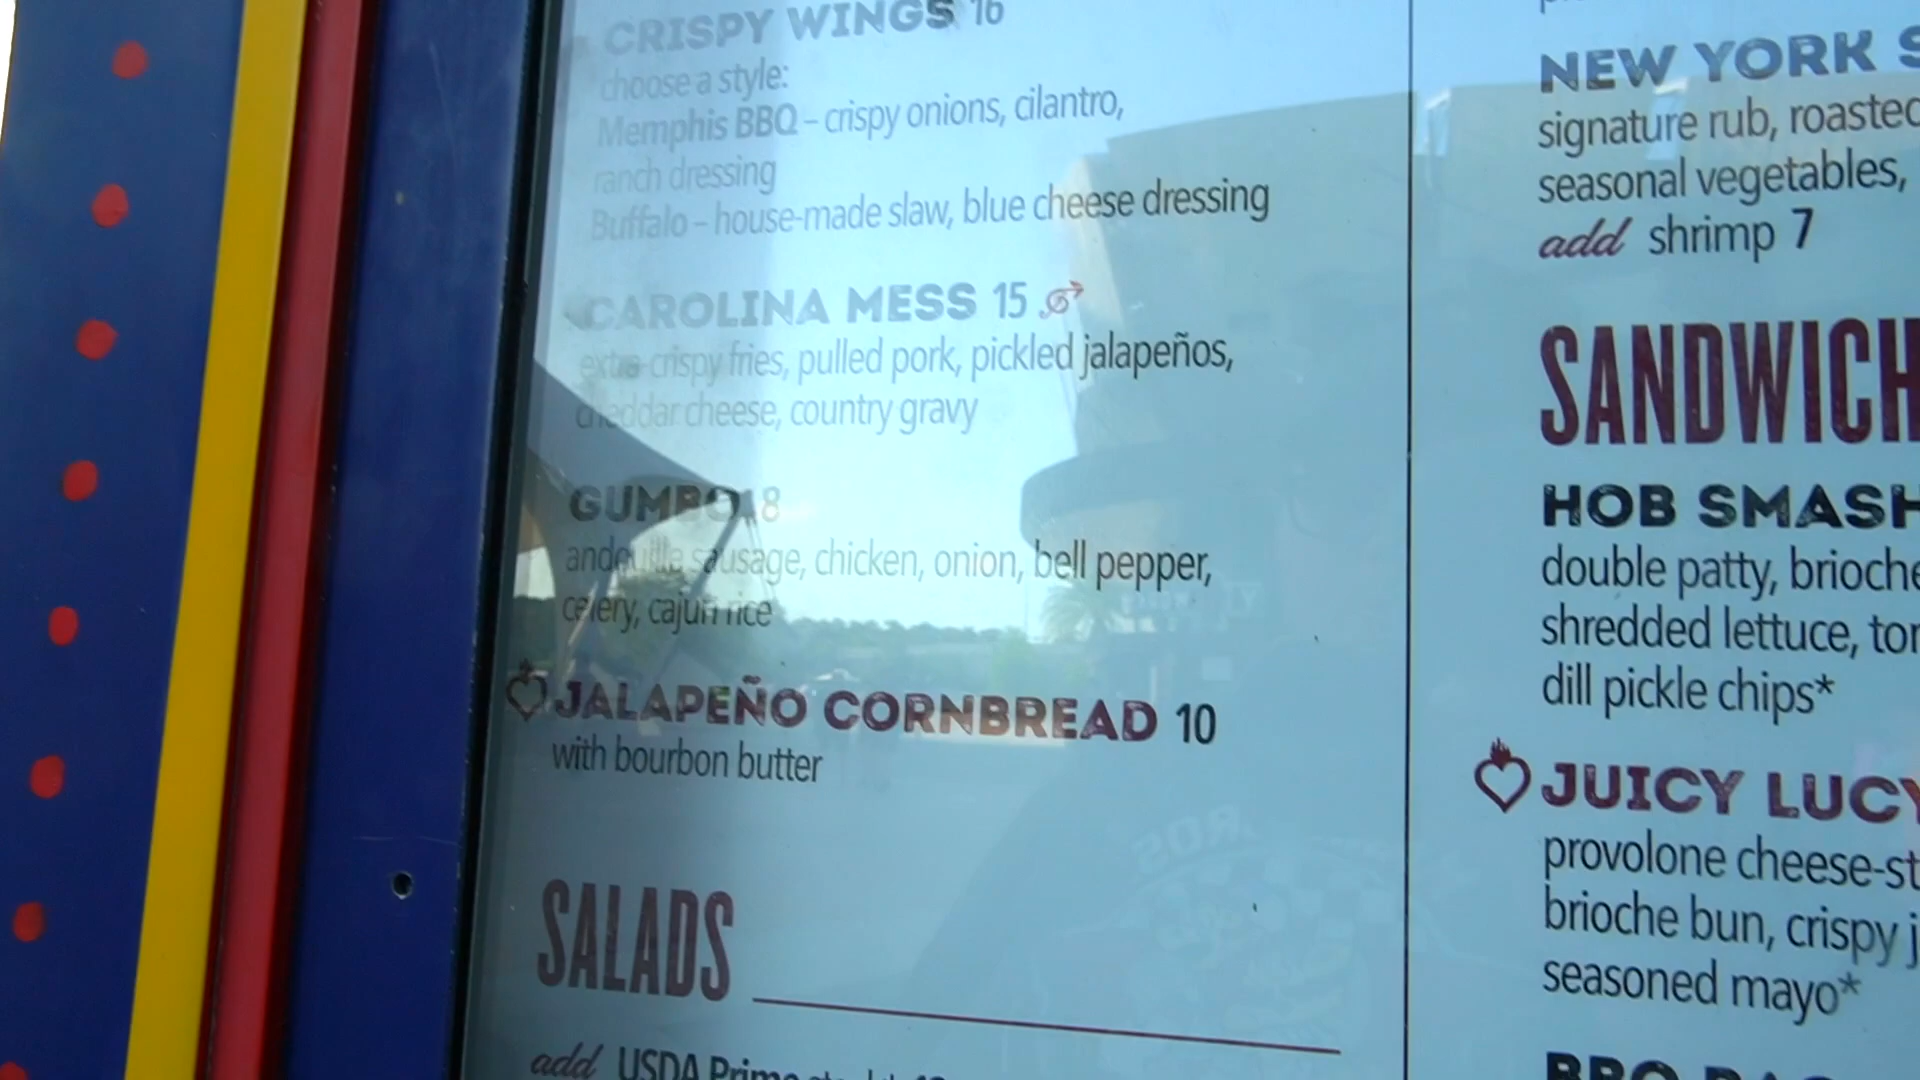 CRISPY WINGS 16
choose a style:
Memphis BBQ – crispy onions, cilantro,
ranch dressing
Buffalo – house-made slaw, blue cheese dressing
CAROLINA MESS 15
extra crispy fries, pulled pork, pickled jalapeños,
cheddar cheese, country gravy
GUMBO 8
andouille sausage, chicken, onion, bell pepper,
celery, cajun rice
JALAPEÑO CORNBREAD 10
with bourbon butter
SALADS
add USDA Prime
NEW YORK
signature rub, roasted
seasonal vegetables,
add shrimp 7
SANDWICH
HOB SMASH
double patty, brioche
shredded lettuce,
dill pickle chips*
JUICY LUCY
provolone cheese-st
brioche bun, crispy
seasoned mayo*
BBQ